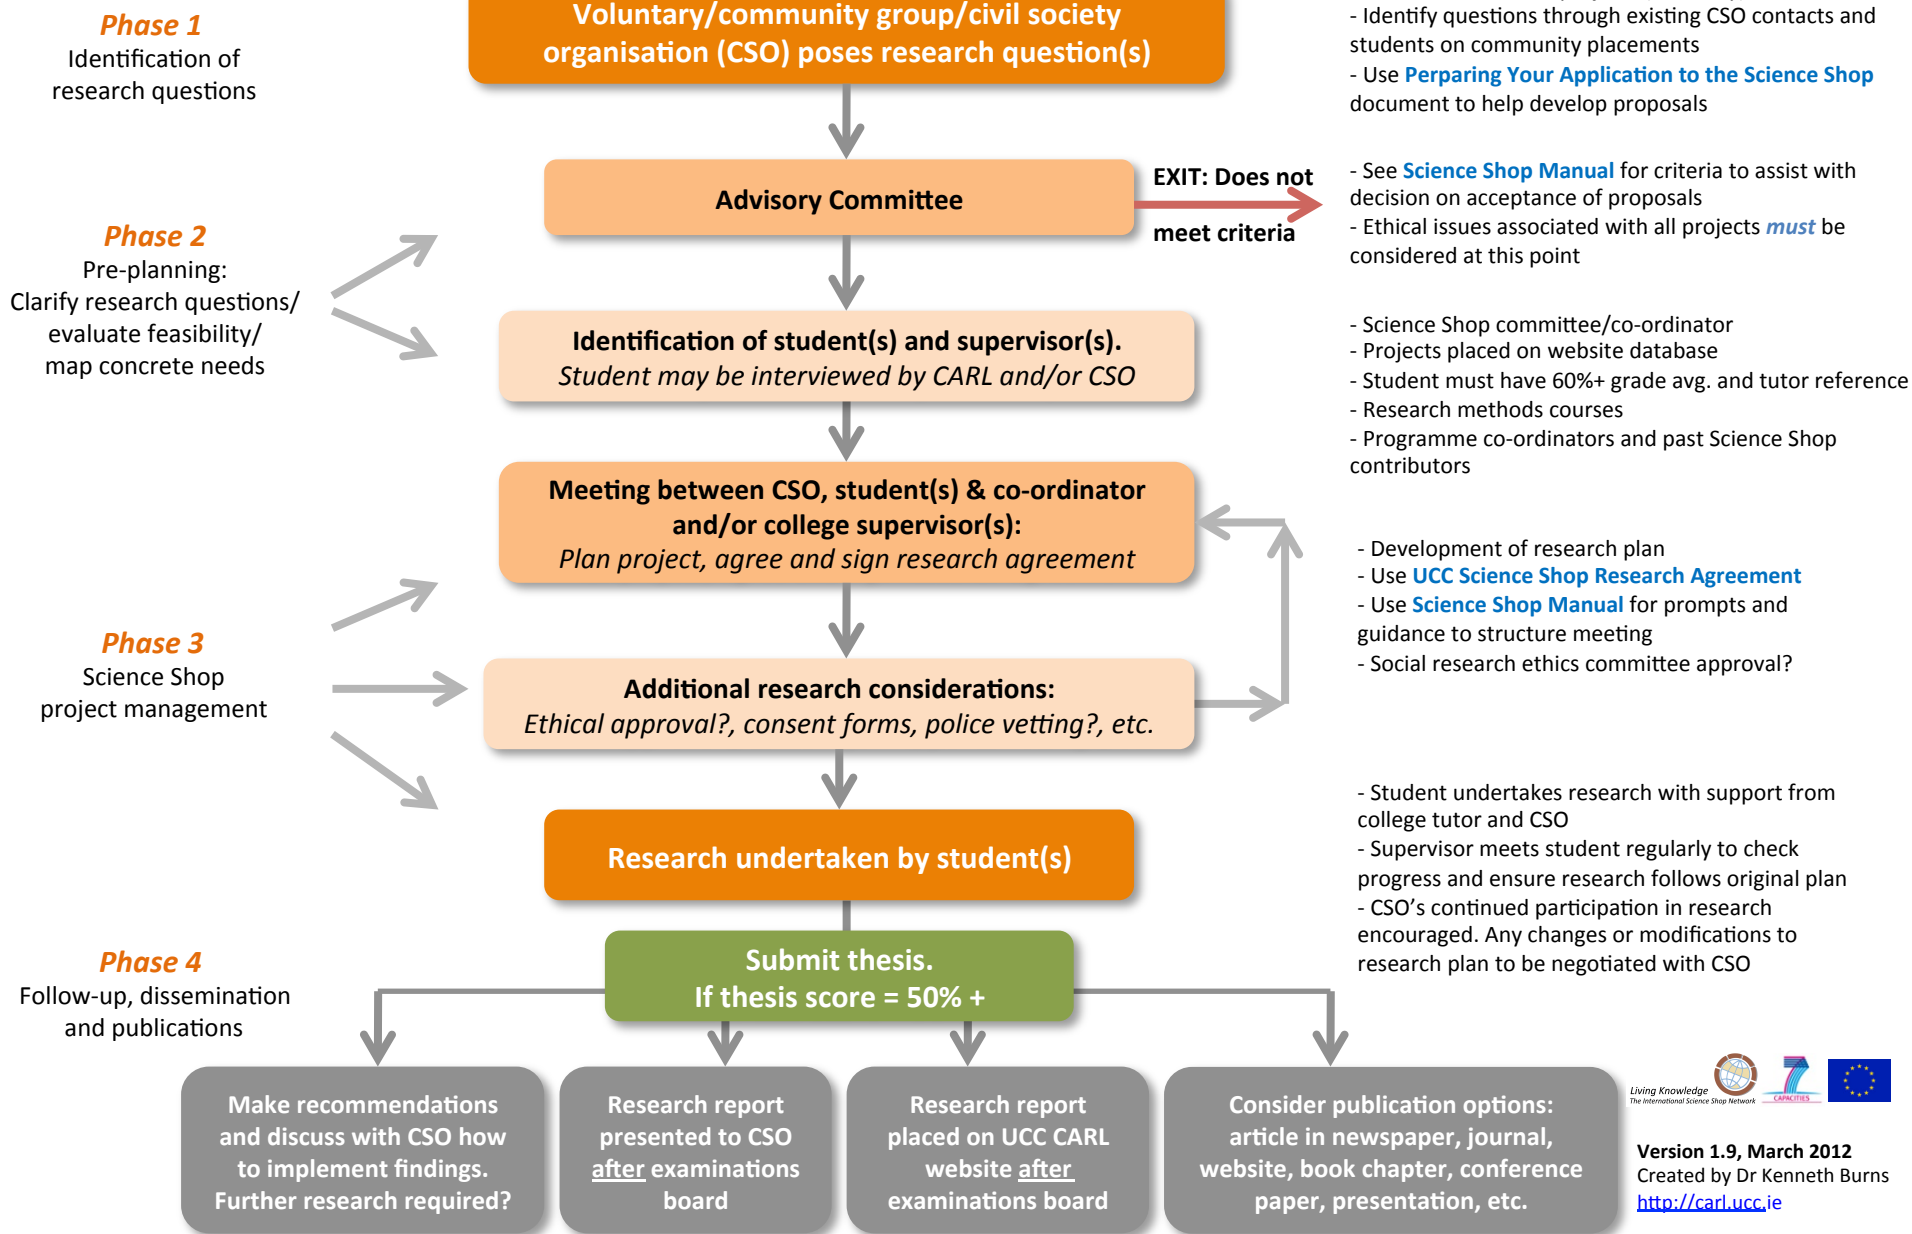 Phase 1
Identification of
research questions
Voluntary/community group/civil society
organisation (CSO) poses research question(s)
- Identify questions through existing CSO contacts and
students on community placements
- Use Perparing Your Application to the Science Shop
document to help develop proposals
Phase 2
Pre-planning:
Clarify research questions/
evaluate feasibility/
map concrete needs
Advisory Committee
EXIT: Does not
meet criteria
- See Science Shop Manual for criteria to assist with
decision on acceptance of proposals
- Ethical issues associated with all projects must be
considered at this point
Identification of student(s) and supervisor(s).
Student may be interviewed by CARL and/or CSO
- Science Shop committee/co-ordinator
- Projects placed on website database
- Student must have 60%+ grade avg. and tutor reference
- Research methods courses
- Programme co-ordinators and past Science Shop
contributors
Meeting between CSO, student(s) & co-ordinator
and/or college supervisor(s):
Plan project, agree and sign research agreement
- Development of research plan
- Use UCC Science Shop Research Agreement
- Use Science Shop Manual for prompts and
guidance to structure meeting
- Social research ethics committee approval?
Phase 3
Science Shop
project management
Additional research considerations:
Ethical approval?, consent forms, police vetting?, etc.
Research undertaken by student(s)
- Student undertakes research with support from
college tutor and CSO
- Supervisor meets student regularly to check
progress and ensure research follows original plan
- CSO's continued participation in research
encouraged. Any changes or modifications to
research plan to be negotiated with CSO
Phase 4
Follow-up, dissemination
and publications
Submit thesis.
If thesis score = 50% +
Make recommendations
and discuss with CSO how
to implement findings.
Further research required?
Research report
presented to CSO
after examinations
board
Research report
placed on UCC CARL
website after
examinations board
Consider publication options:
article in newspaper, journal,
website, book chapter, conference
paper, presentation, etc.
Living Knowledge
The International Science Shop Network
7
CAPACITIES
Version 1.9, March 2012
Created by Dr Kenneth Burns
http://carl.ucc.ie